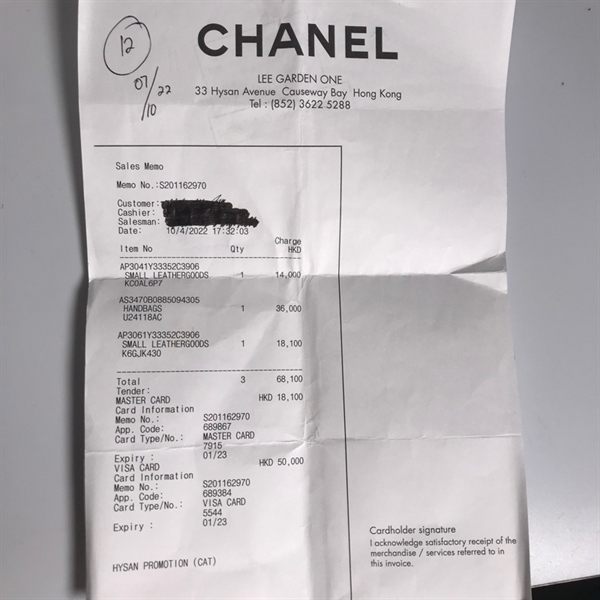 12
07/22
/10
CHANEL
LEE GARDEN ONE
33 Hysan Avenue Causeway Bay Hong Kong
Tel : (852) 3622 5288
Sales Memo
Memo No.:S201162970
Customer:
Cashier:
Salesman:
Date: 10/4/2022 17:32:03
Item No Qty Charge HKD
AP3041Y33352C3906
SMALL LEATHERGOODS 1 14,000
KC0AL6P7
AS3470B0885094305
HANDBAGS 1 36,000
U24118AC
AP3061Y33352C3906
SMALL LEATHERGOODS 1 18,100
K6GJK430
Total 3 68,100
Tender:
MASTER CARD HKD 18,100
Card Information
Memo No.: S201162970
App. Code: 689867
Card Type/No.: MASTER CARD
7915
Expiry : 01/23
VISA CARD HKD 50,000
Card Information
Memo No.: S201162970
App. Code: 689384
Card Type/No.: VISA CARD
5544
Expiry : 01/23
HYSAN PROMOTION (CAT)
Cardholder signature
I acknowledge satisfactory receipt of the
merchandise / services referred to in
this invoice.